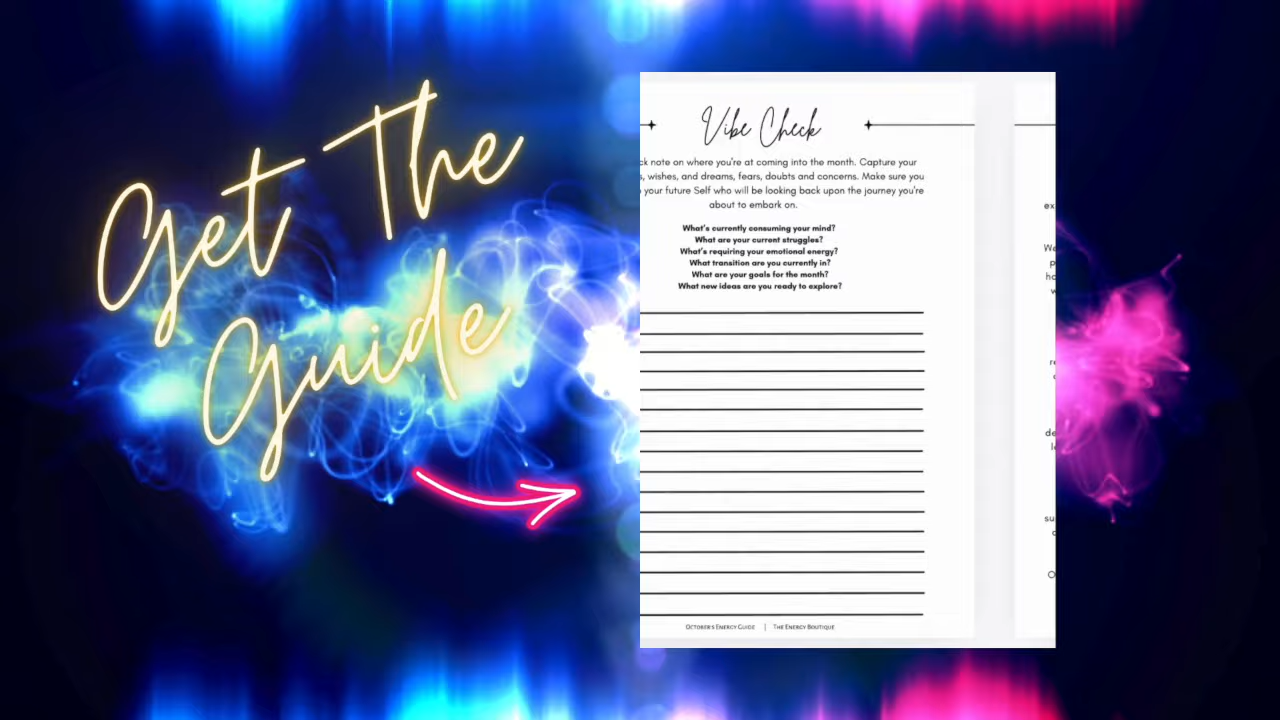 Get The
Guide
Vibe Check
note on where you're at coming into the month. Capture your
wishes, and dreams, fears, doubts and concerns. Make sure you
your future Self who will be looking back upon the journey you're
about to embark on.
What's currently consuming your mind?
What are your current struggles?
What's requiring your emotional energy?
What transition are you currently in?
What are your goals for the month?
What new ideas are you ready to explore?
October's Energy Guide | The Energy Boutique